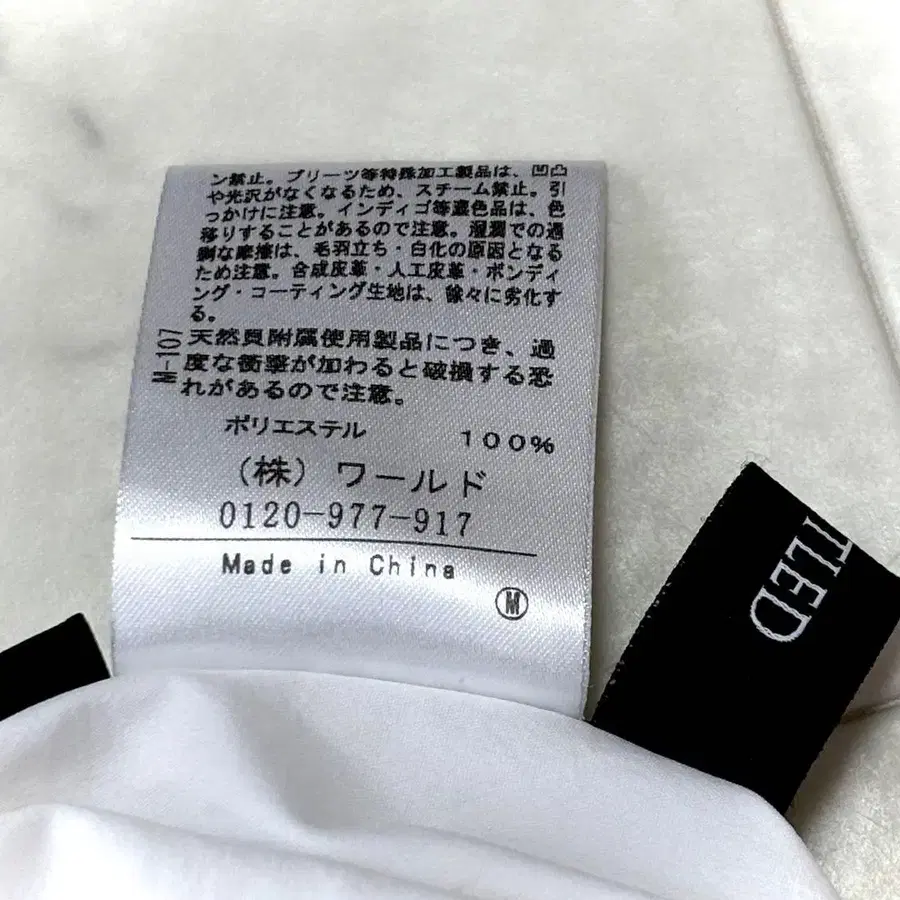 ン禁止。プリーツ等特殊加工製品は、凹凸
や光沢がなくなるため、スチーム禁止。引
っかけに注意。インディゴ等濃色品は、色
移りすることがあるので注意。湿潤での過
剰な摩擦は、毛羽立ち・白化の原因となる
ため注意。合成皮革・人工皮革・ボンディ
ング・コーティング生地は、徐々に劣化す
る。
M-107
天然貝附属使用製品につき、過
度な衝撃が加わると破損する恐
れがあるので注意。
ポリエステル 100%
(株) ワールド
0120-977-917
Made in China
M
TLED